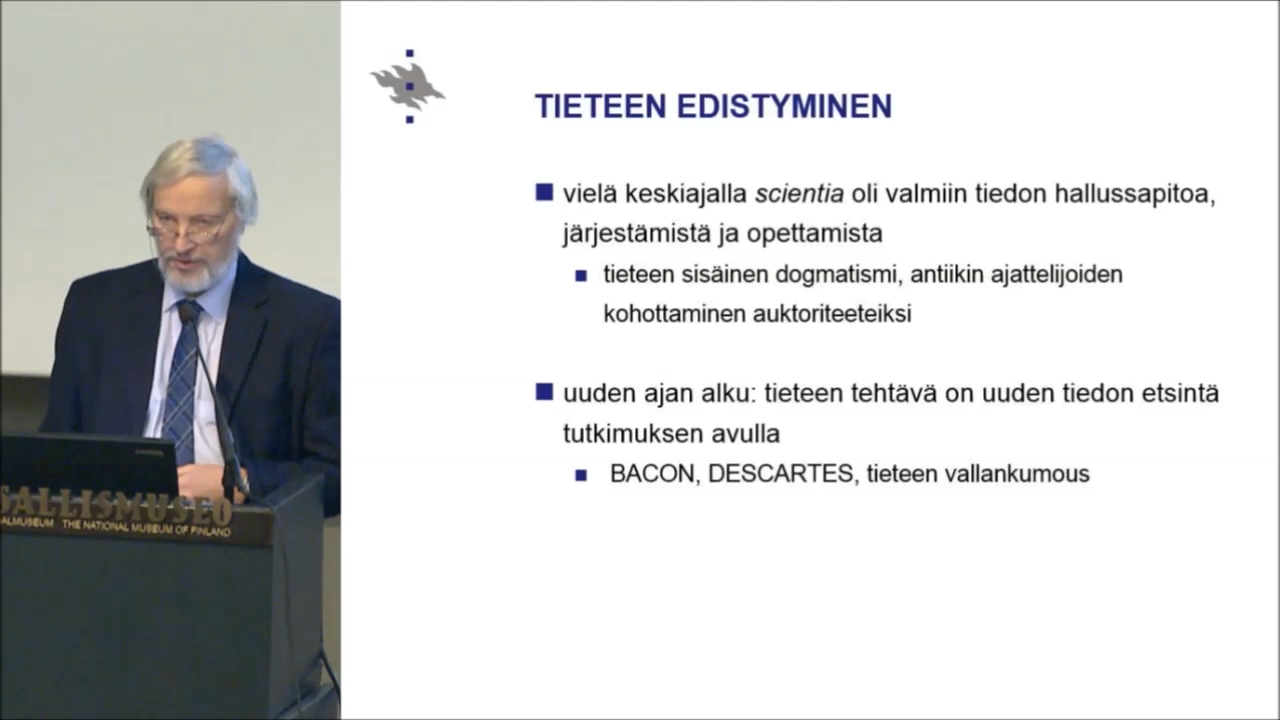 TIETEEN EDISTYMINEN
vielä keskiajalla scientia oli valmiin tiedon hallussapitoa,
järjestämistä ja opettamista
tieteen sisäinen dogmatismi, antiikin ajattelijoiden
kohottaminen auktoriteeteiksi
uuden ajan alku: tieteen tehtävä on uuden tiedon etsintä
tutkimuksen avulla
BACON, DESCARTES, tieteen vallankumous
SALLISMUSEO
ALMUSEUM THE NATIONAL MUSEUM OF FINLAND